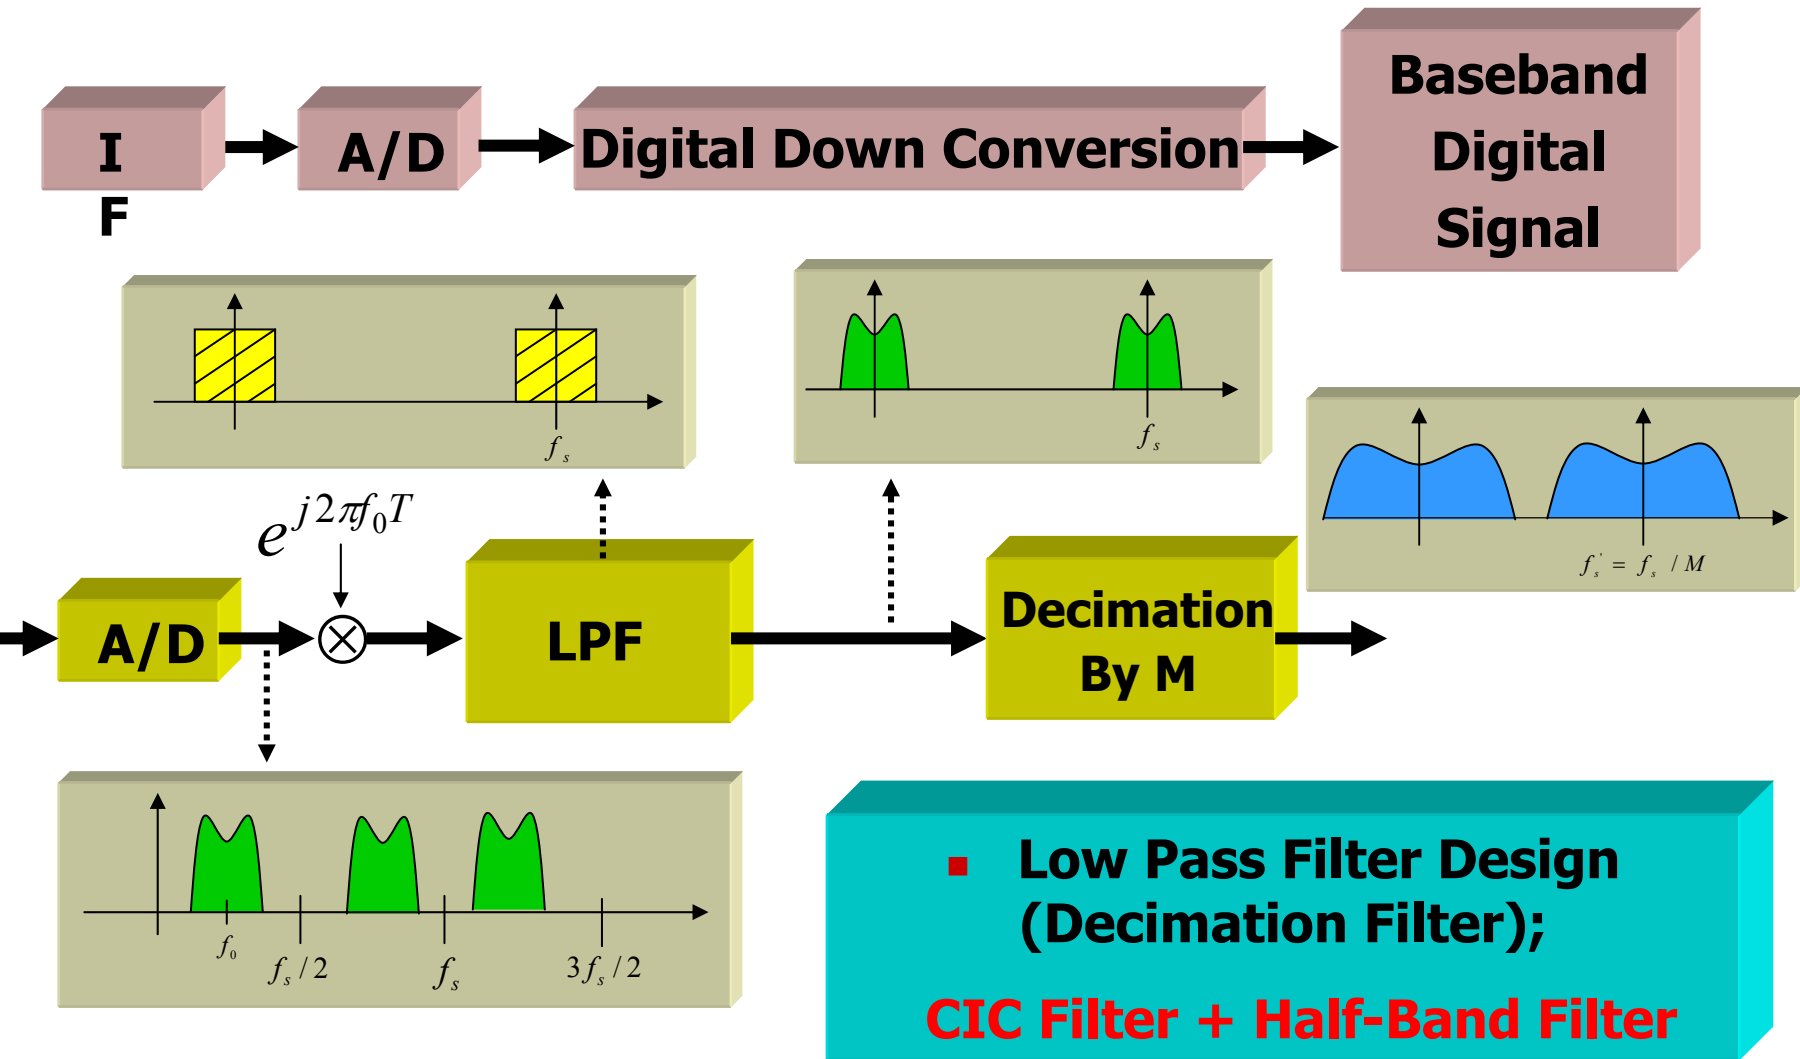 I
F
A/D
Digital Down Conversion
Baseband
Digital
Signal
f_s
f_s
f_s' = f_s / M
e^{j2πf_0T}
A/D
LPF
Decimation
By M
f_0
f_s / 2
f_s
3f_s / 2
▪ Low Pass Filter Design
(Decimation Filter);
CIC Filter + Half-Band Filter